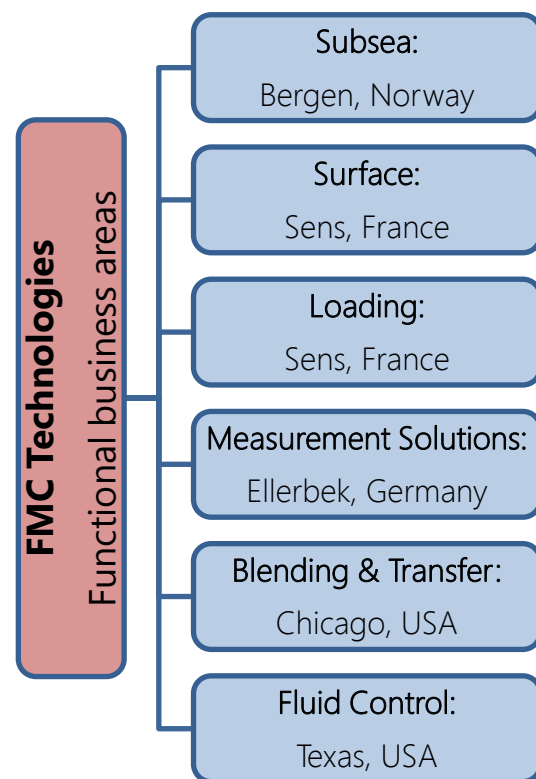 FMC Technologies
Functional business areas
Subsea:
Bergen, Norway
Surface:
Sens, France
Loading:
Sens, France
Measurement Solutions:
Ellerbek, Germany
Blending & Transfer:
Chicago, USA
Fluid Control:
Texas, USA